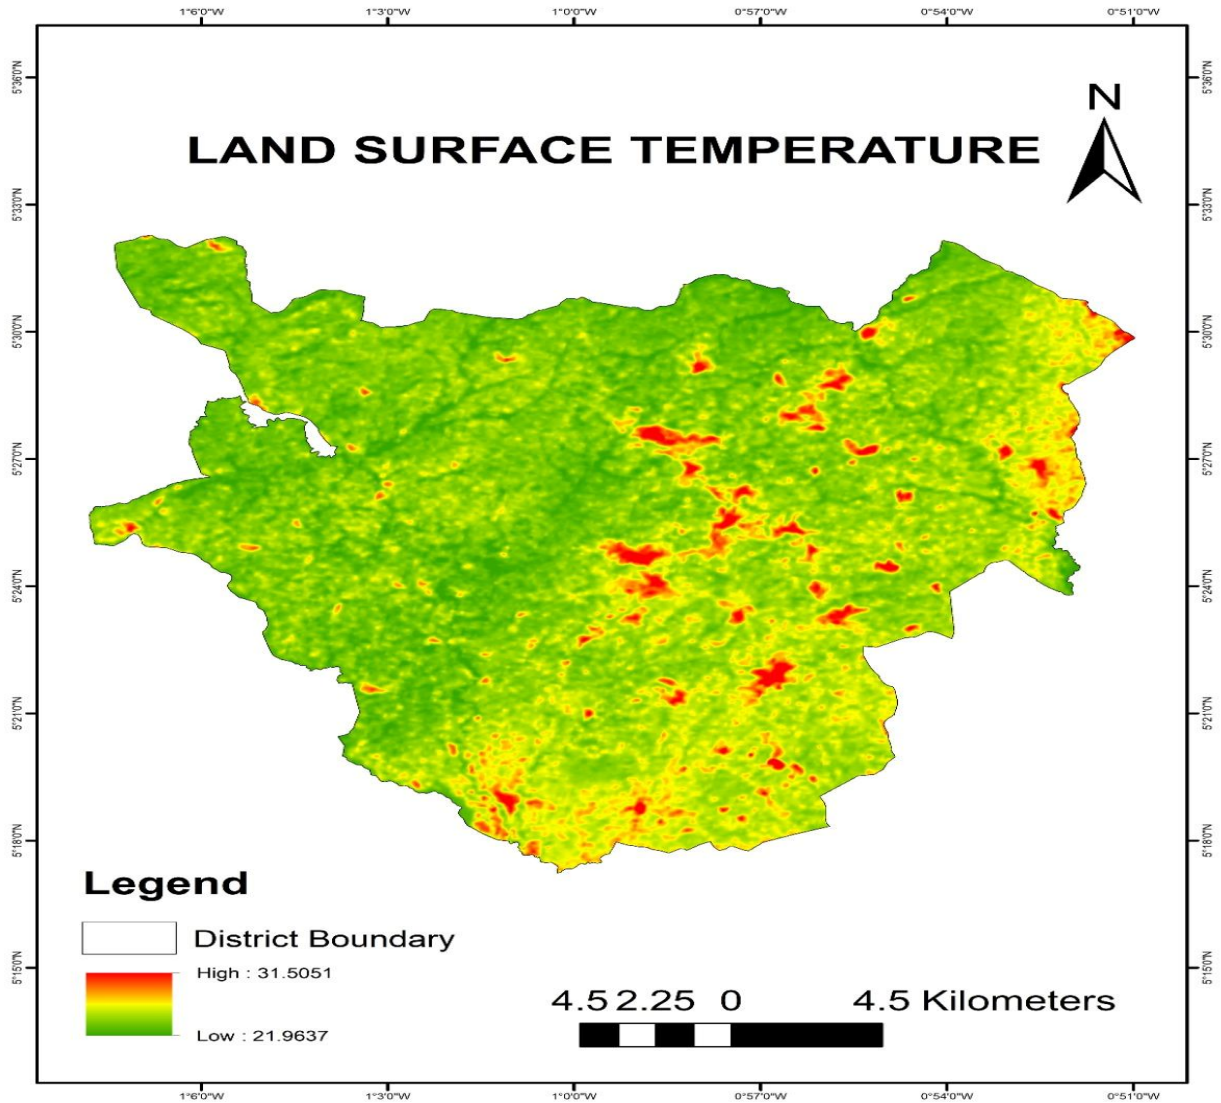 1°6'0"W 1°3'0"W 1°0'0"W 0°57'0"W 0°54'0"W 0°51'0"W
5°36'0"N 5°36'0"N
N
LAND SURFACE TEMPERATURE
5°33'0"N 5°33'0"N
5°30'0"N 5°30'0"N
5°27'0"N 5°27'0"N
5°24'0"N 5°24'0"N
5°21'0"N 5°21'0"N
5°18'0"N 5°18'0"N
Legend
District Boundary
5°15'0"N 5°15'0"N
High : 31.5051
4.5 2.25 0 4.5 Kilometers
Low : 21.9637
1°6'0"W 1°3'0"W 1°0'0"W 0°57'0"W 0°54'0"W 0°51'0"W